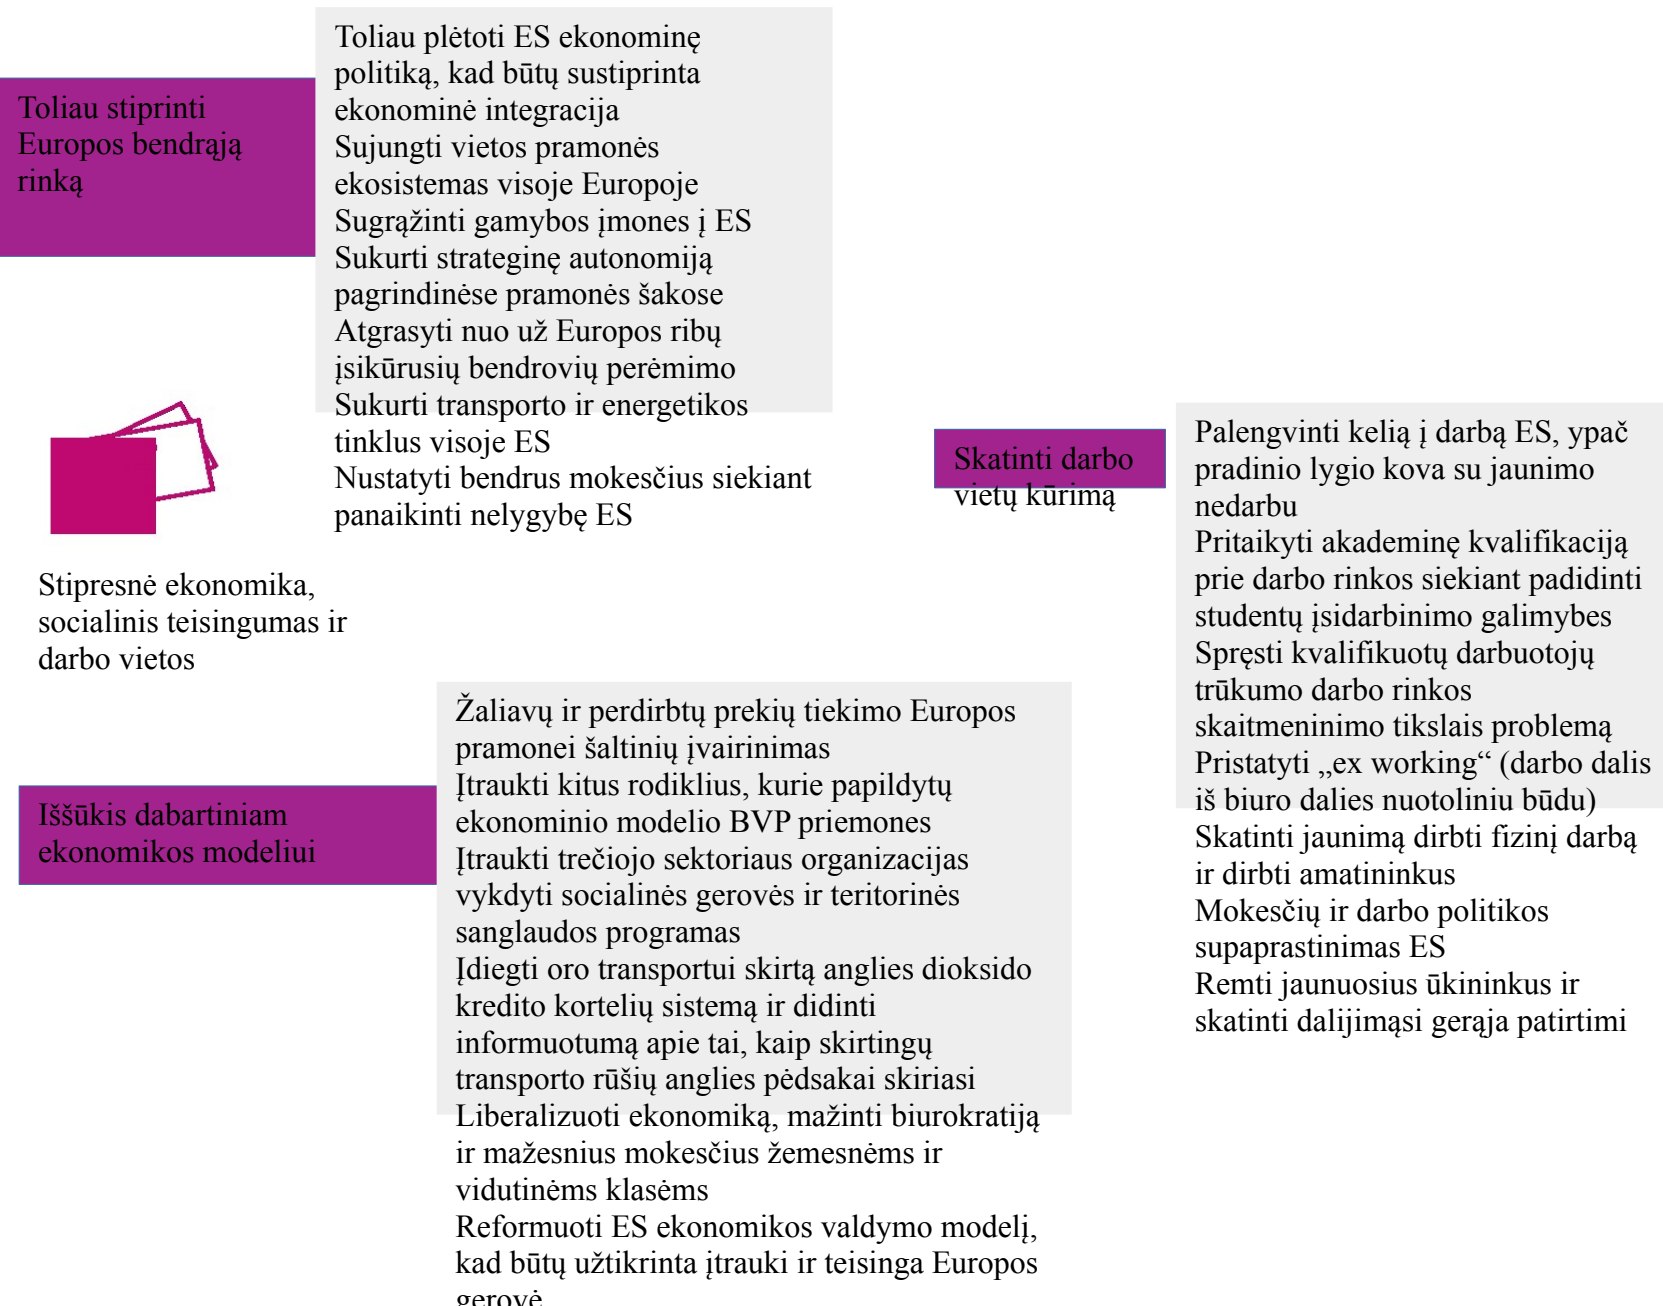 Toliau stiprinti
Europos bendrąją
rinką
Toliau plėtoti ES ekonominę
politiką, kad būtų sustiprinta
ekonominė integracija
Sujungti vietos pramonės
ekosistemas visoje Europoje
Sugrąžinti gamybos įmones į ES
Sukurti strateginę autonomiją
pagrindinėse pramonės šakose
Atgrasyti nuo už Europos ribų
įsikūrusių bendrovių perėmimo
Sukurti transporto ir energetikos
tinklus visoje ES
Nustatyti bendrus mokesčius siekiant
panaikinti nelygybę ES
Stipresnė ekonomika,
socialinis teisingumas ir
darbo vietos
Skatinti darbo
vietų kūrimą
Palengvinti kelią į darbą ES, ypač
pradinio lygio kova su jaunimo
nedarbu
Pritaikyti akademinę kvalifikaciją
prie darbo rinkos siekiant padidinti
studentų įsidarbinimo galimybes
Spręsti kvalifikuotų darbuotojų
trūkumo darbo rinkos
skaitmeninimo tikslais problemą
Pristatyti „ex working“ (darbo dalis
iš biuro dalies nuotoliniu būdu)
Skatinti jaunimą dirbti fizinį darbą
ir dirbti amatininkus
Mokesčių ir darbo politikos
supaprastinimas ES
Remti jaunuosius ūkininkus ir
skatinti dalijimąsi gerąja patirtimi
Iššūkis dabartiniam
ekonomikos modeliui
Žaliavų ir perdirbtų prekių tiekimo Europos
pramonei šaltinių įvairinimas
Įtraukti kitus rodiklius, kurie papildytų
ekonominio modelio BVP priemones
Įtraukti trečiojo sektoriaus organizacijas
vykdyti socialinės gerovės ir teritorinės
sanglaudos programas
Įdiegti oro transportui skirtą anglies dioksido
kredito kortelių sistemą ir didinti
informuotumą apie tai, kaip skirtingų
transporto rūšių anglies pėdsakai skiriasi
Liberalizuoti ekonomiką, mažinti biurokratiją
ir mažesnius mokesčius žemesnėms ir
vidutinėms klasėms
Reformuoti ES ekonomikos valdymo modelį,
kad būtų užtikrinta įtrauki ir teisinga Europos
gerovė